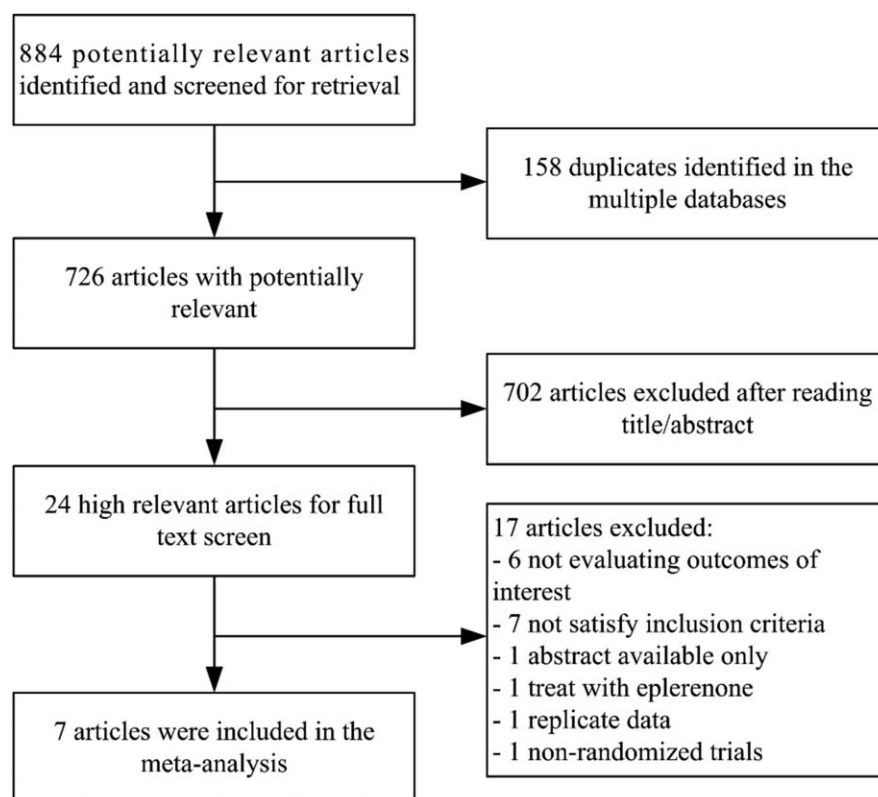 884 potentially relevant articles
identified and screened for retrieval
158 duplicates identified in the
multiple databases
726 articles with potentially
relevant
702 articles excluded after reading
title/abstract
24 high relevant articles for full
text screen
17 articles excluded:
- 6 not evaluating outcomes of
interest
- 7 not satisfy inclusion criteria
- 1 abstract available only
- 1 treat with eplerenone
- 1 replicate data
- 1 non-randomized trials
7 articles were included in the
meta-analysis